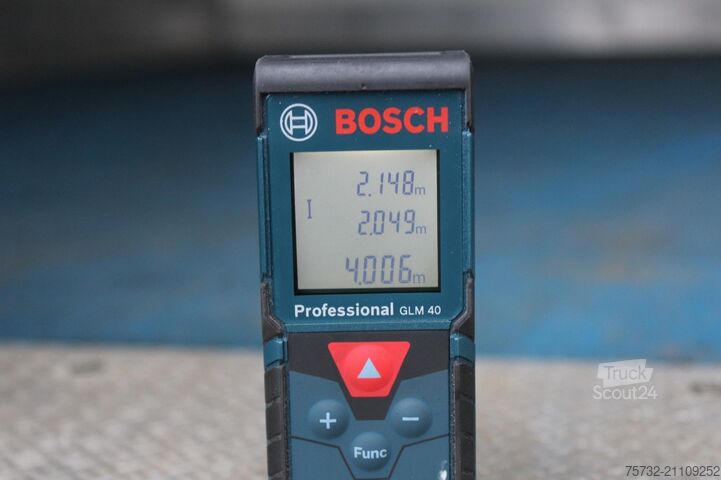 BOSCH
2.148m
2.049m
4.006m
Professional GLM 40
+ −
Func
Truck
Scout24
75732-21109252